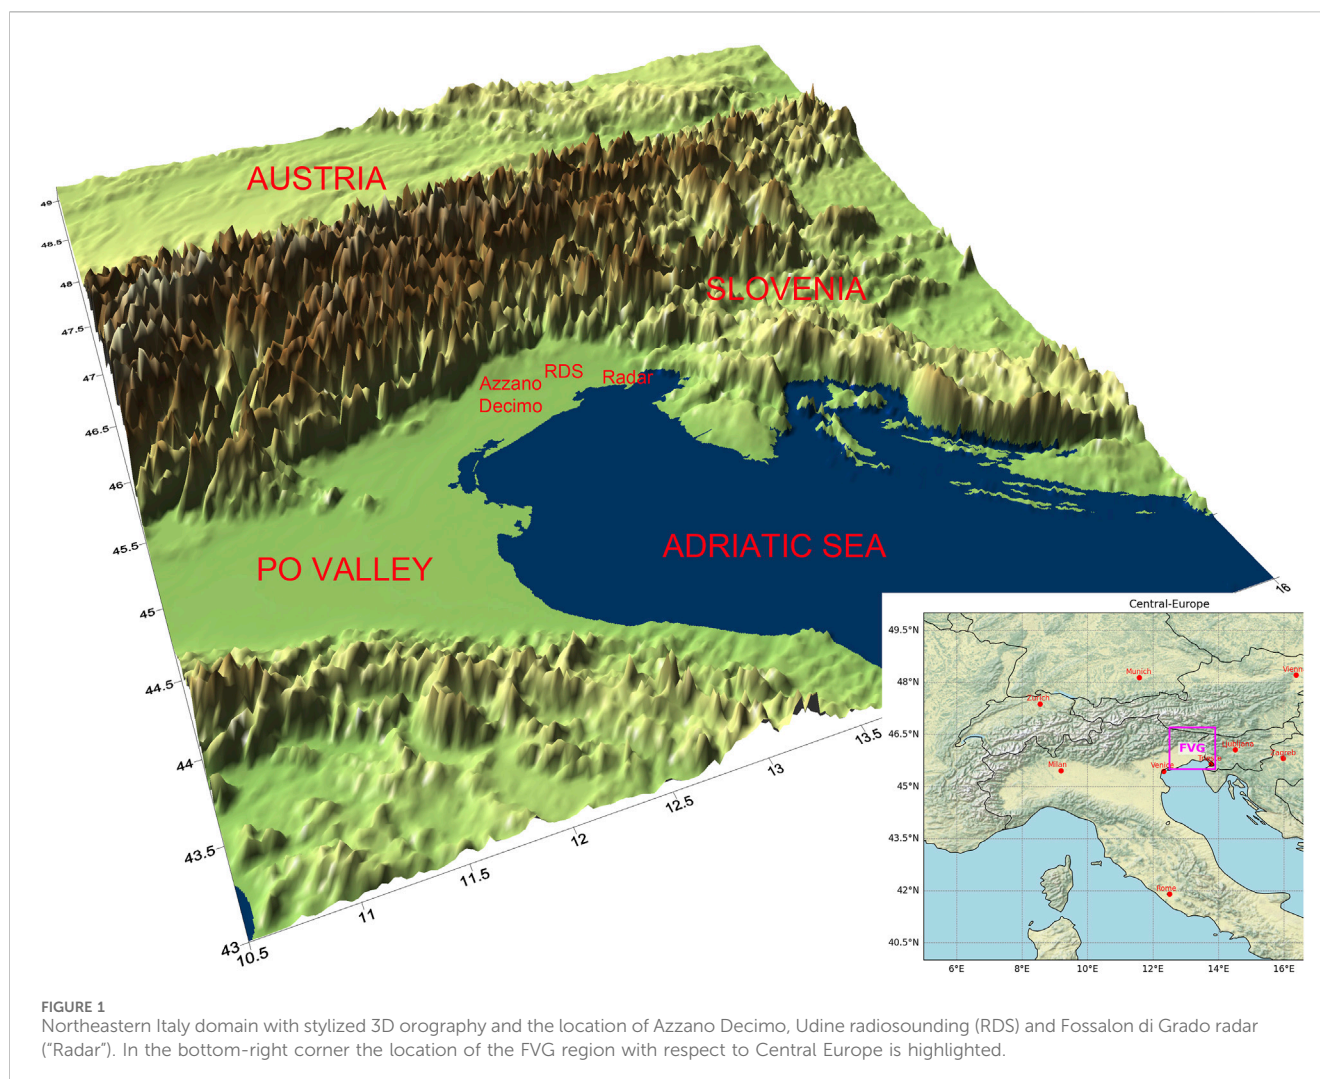 AUSTRIA
SLOVENIA
RDS
Radar
Azzano
Decimo
ADRIATIC SEA
PO VALLEY
49
48.5
48
47.5
47
46.5
46
45.5
45
44.5
44
43.5
43
10.5
11
11.5
12
12.5
13
13.5
16
Central-Europe
49.5°N
48°N
46.5°N
45°N
43.5°N
42°N
40.5°N
6°E
8°E
10°E
12°E
14°E
16°E
Munich
Vienn
Zurich
FVG
Ljubljana
Zagreb
Milan
Venice
Trieste
Rome
FIGURE 1
Northeastern Italy domain with stylized 3D orography and the location of Azzano Decimo, Udine radiosounding (RDS) and Fossalon di Grado radar
(“Radar”). In the bottom-right corner the location of the FVG region with respect to Central Europe is highlighted.